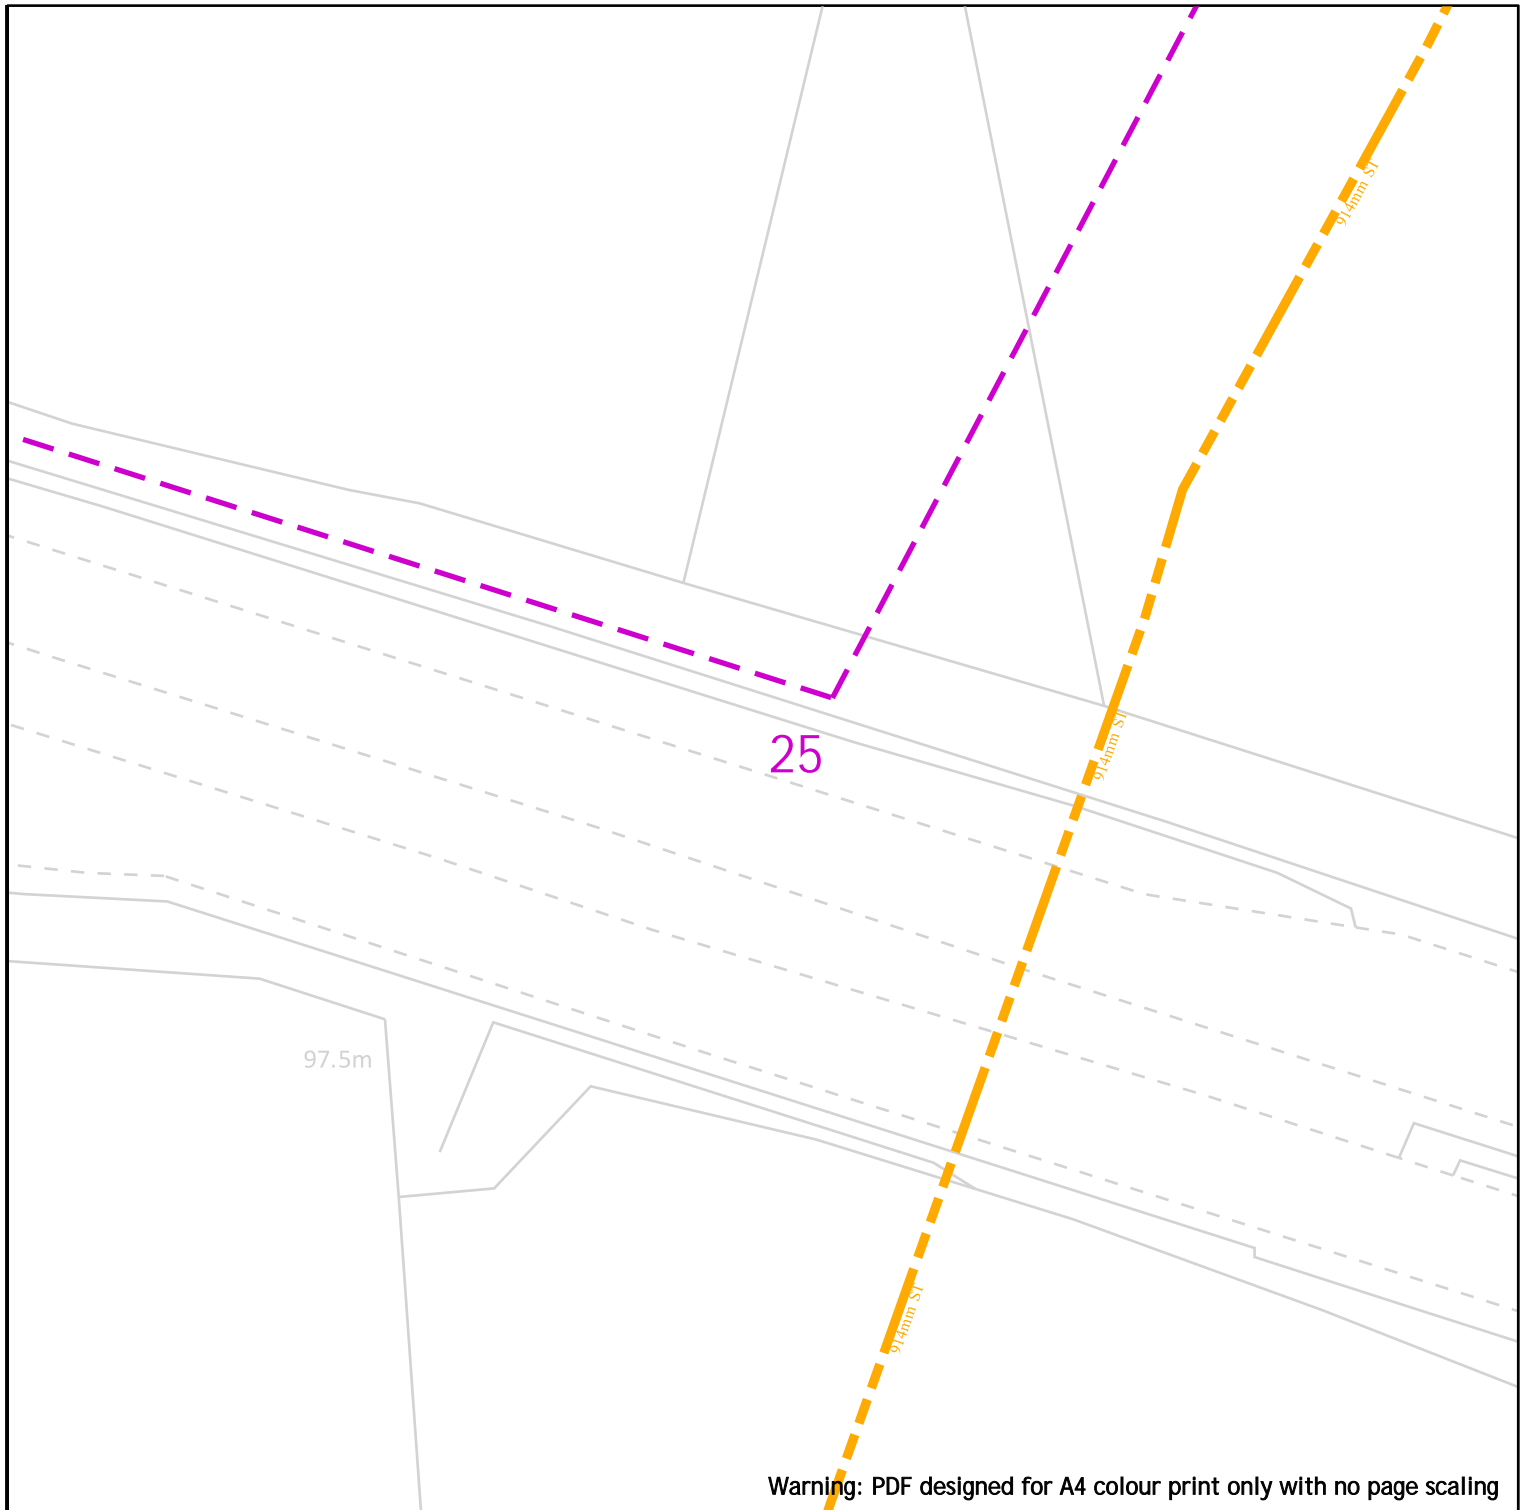 914mm ST
914mm ST
25
97.5m
914mm ST
Warning: PDF designed for A4 colour print only with no page scaling